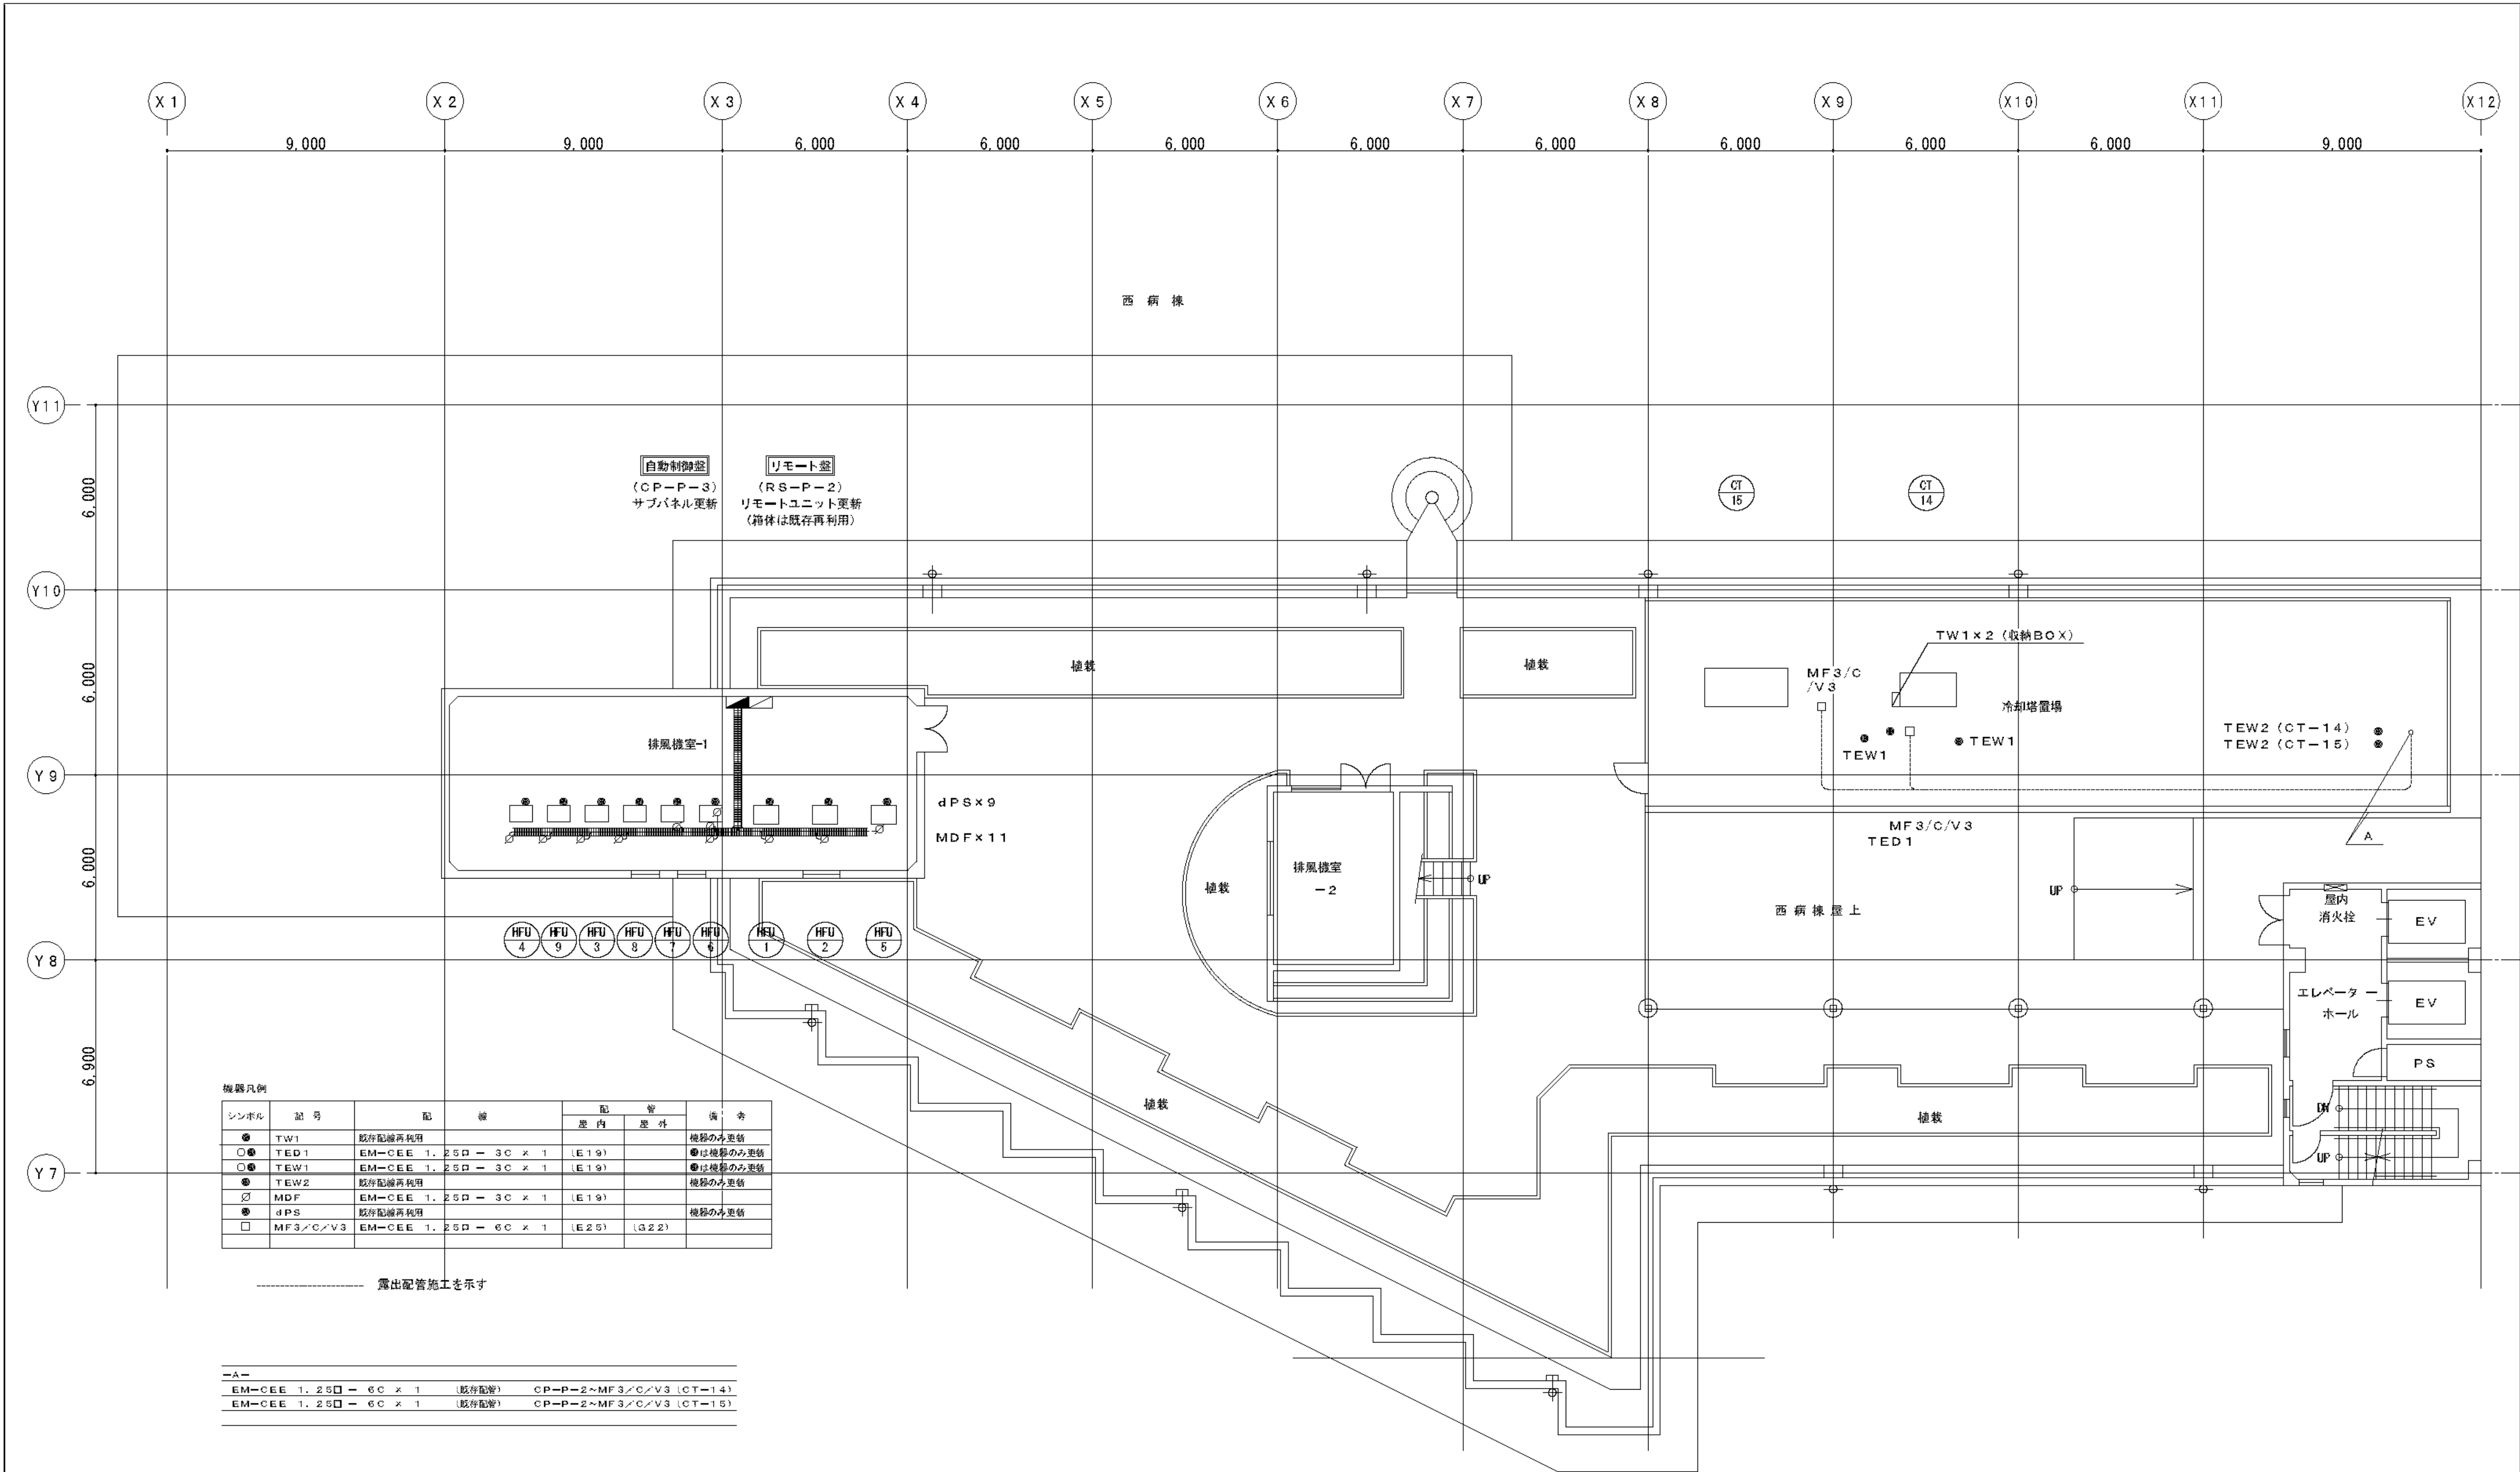 X1 X2 X3 X4 X5 X6 X7 X8 X9 X10 X11 X12
9,000 9,000 6,000 6,000 6,000 6,000 6,000 6,000 6,000 6,000 9,000
西病棟
Y11
6,000
自動制御盤
(CP-P-3)
サブパネル更新
リモート盤
(RS-P-2)
リモートユニット更新
(箱体は既存再利用)
CT
15
CT
14
Y10
6,000
植栽
植栽
TW1×2(収納BOX)
MF3/C
/V3
冷却塔置場
TEW1
TEW1
TEW2(CT-14)
TEW2(CT-15)
排風機室-1
Y9
dPS×9
MDF×11
6,000
MF3/C/V3
TED1
A
排風機室
-2
植栽
UP
UP
西病棟屋上
屋内
消火栓
EV
HFU
4
HFU
9
HFU
3
HFU
8
HFU
7
HFU
6
HFU
1
HFU
2
HFU
5
Y8
エレベーター
ホール
EV
6,900
PS
植栽
植栽
DN
UP
Y7
機器凡例
シンボル 記号 配線 配管 備考
屋内 屋外
TW1 既存配線再利用 機器のみ更新
TED1 EM-CEE 1.25□-3C×1 (E19) は機器のみ更新
TEW1 EM-CEE 1.25□-3C×1 (E19) は機器のみ更新
TEW2 既存配線再利用 機器のみ更新
MDF EM-CEE 1.25□-3C×1 (E19)
dPS 既存配線再利用 機器のみ更新
MF3/C/V3 EM-CEE 1.25□-6C×1 (E25) (G22)
露出配管施工を示す
-A-
EM-CEE 1.25□-6C×1 (既存配管) CP-P-2~MF3/C/V3(CT-14)
EM-CEE 1.25□-6C×1 (既存配管) CP-P-2~MF3/C/V3(CT-15)